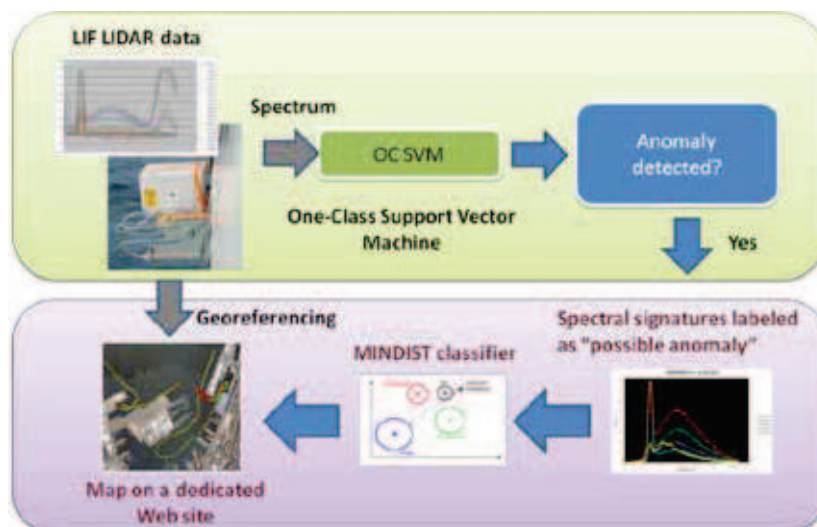 LIF LIDAR data
Spectrum
OC SVM
Anomaly
detected?
One-Class Support Vector
Machine
Yes
Georeferencing
Spectral signatures labeled
as "possible anomaly"
MINDIST classifier
Map on a dedicated
Web site